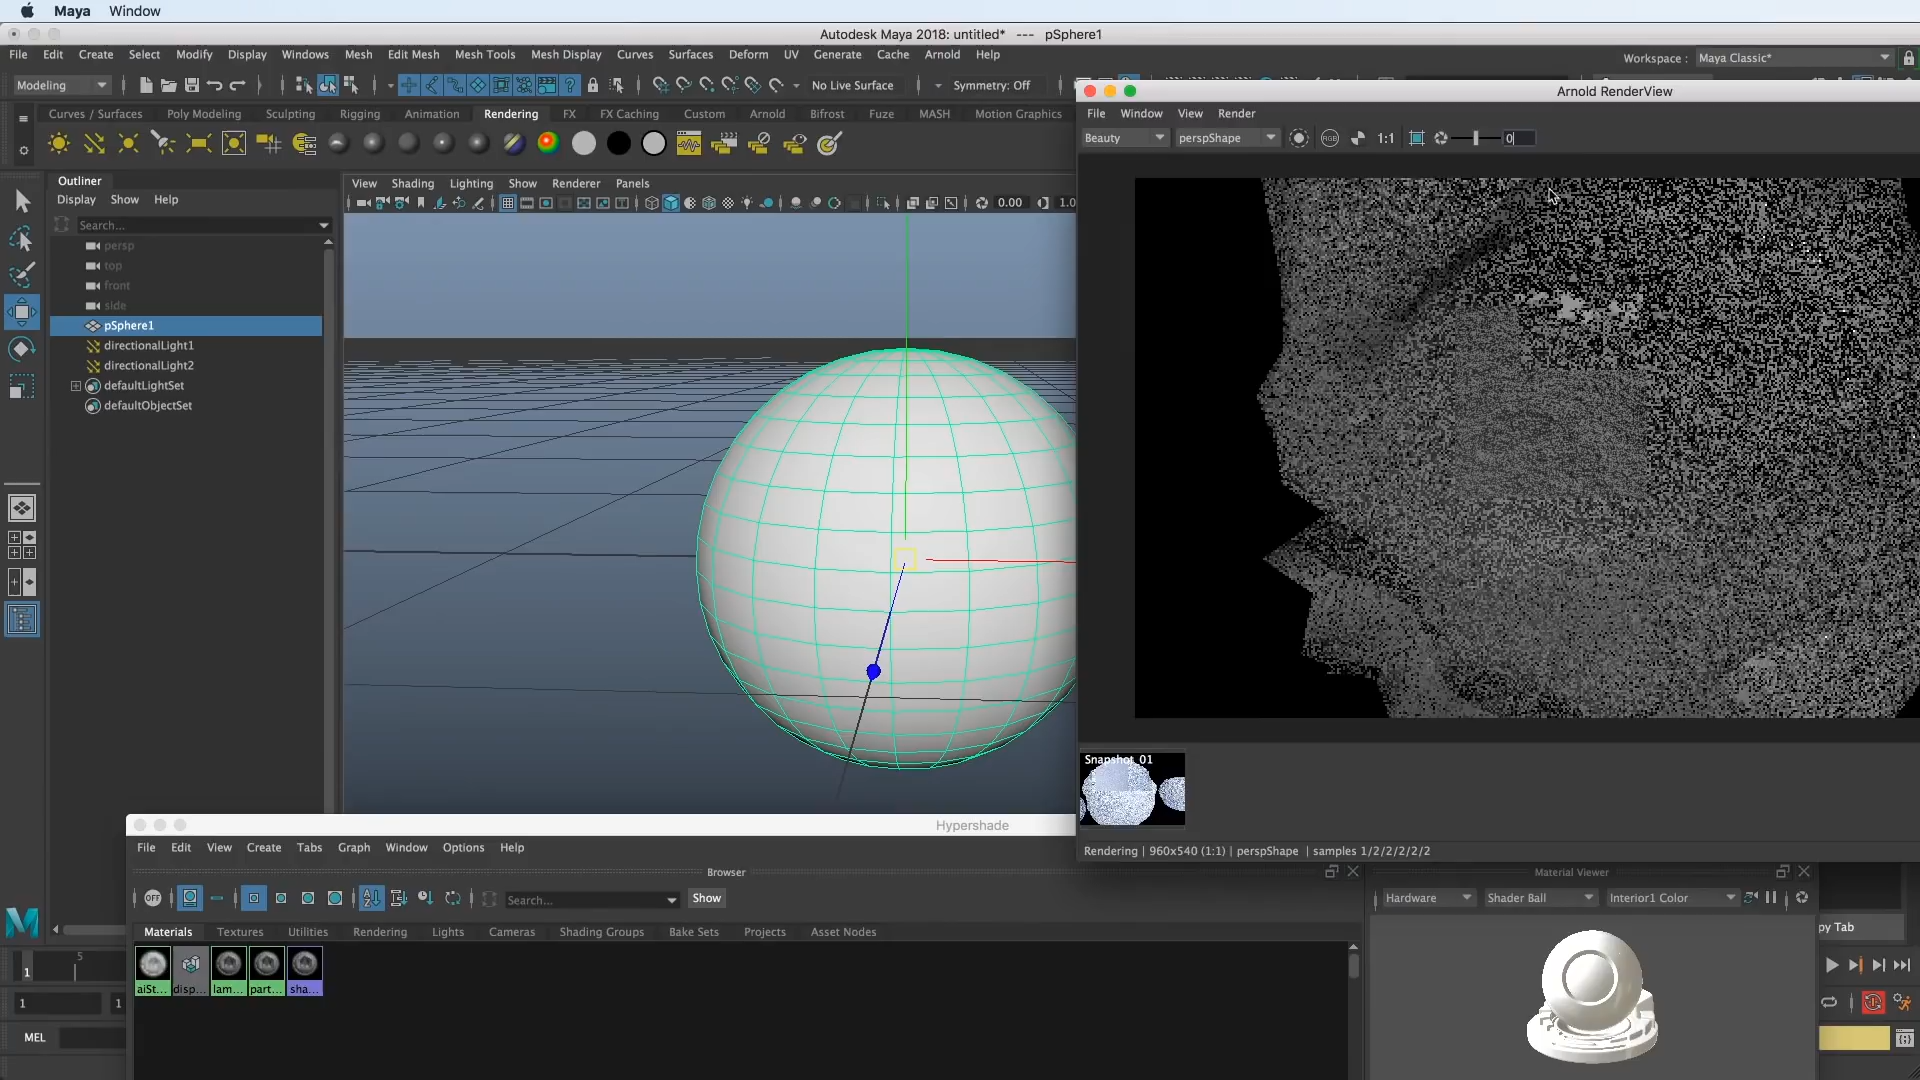 Maya Window
Autodesk Maya 2018: untitled* --- pSphere1
File Edit Create Select Modify Display Windows Mesh Edit Mesh Mesh Tools Mesh Display Curves Surfaces Deform UV Generate Cache Arnold Help
Workspace : Maya Classic*
Modeling No Live Surface Symmetry: Off
Arnold RenderView
Curves / Surfaces Poly Modeling Sculpting Rigging Animation Rendering FX FX Caching Custom Arnold Bifrost Fuze MASH Motion Graphics
File Window View Render
Beauty perspShape RGB 1:1 0
Outliner
Display Show Help
Search...
persp
top
front
side
pSphere1
directionalLight1
directionalLight2
defaultLightSet
defaultObjectSet
View Shading Lighting Show Renderer Panels
0.00 1.0
Snapshot_01
Rendering | 960x540 (1:1) | perspShape | samples 1/2/2/2/2/2
Hypershade
File Edit View Create Tabs Graph Window Options Help
Browser
OFF Search... Show
Materials Textures Utilities Rendering Lights Cameras Shading Groups Bake Sets Projects Asset Nodes
aiSt... disp... lam... part... sha...
Material Viewer
Hardware Shader Ball Interior1 Color
py Tab
1 5
1 1
MEL